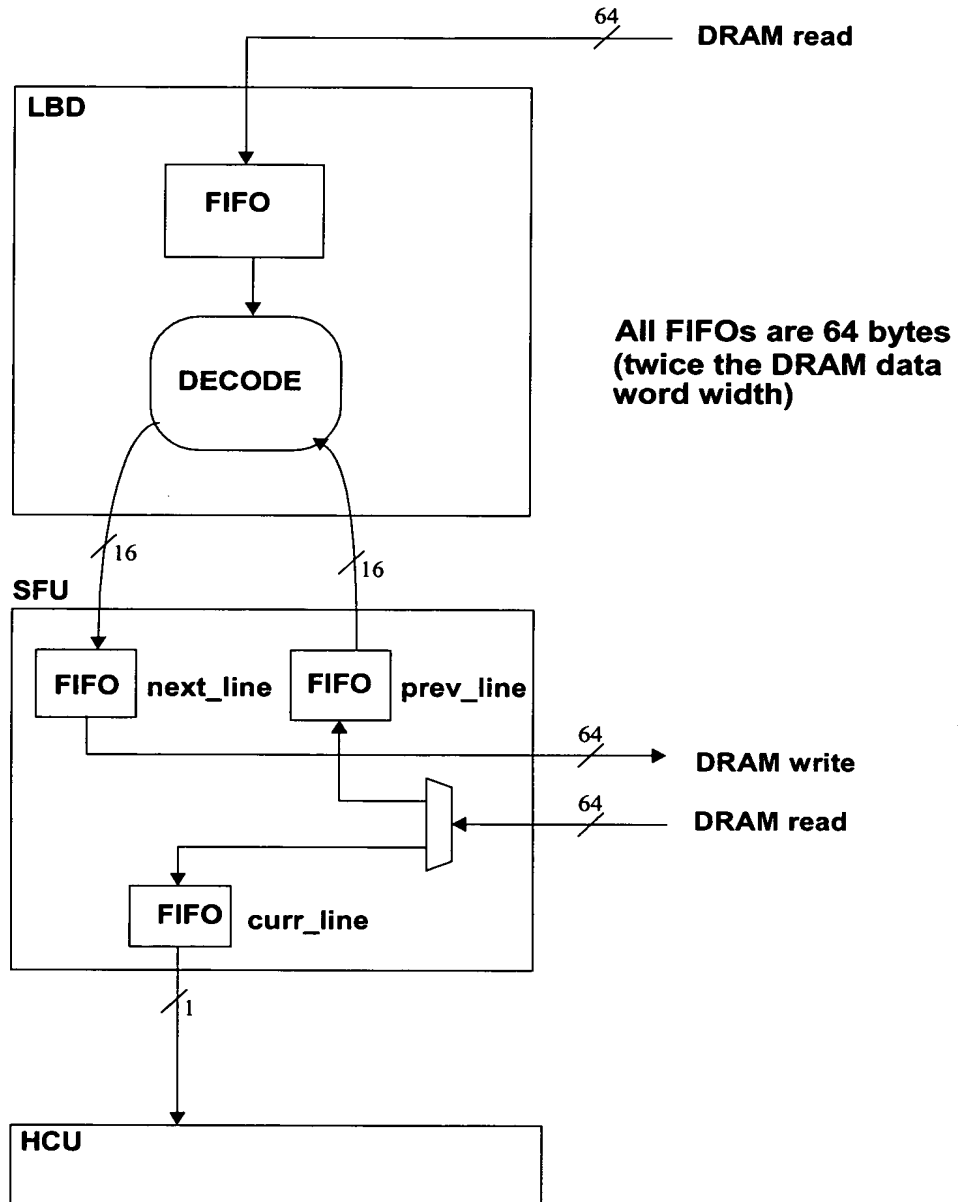 64
DRAM read
LBD
FIFO
DECODE
All FIFOs are 64 bytes
(twice the DRAM data
word width)
16
16
SFU
FIFO
next_line
FIFO
prev_line
64
DRAM write
64
DRAM read
FIFO
curr_line
1
HCU